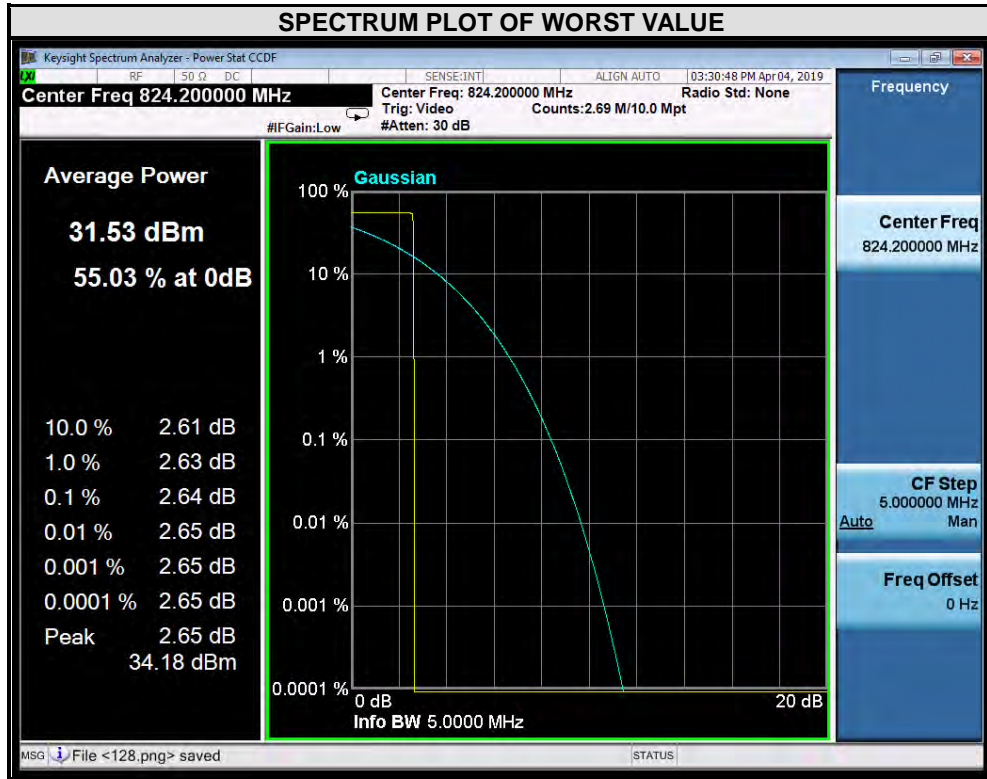 SPECTRUM PLOT OF WORST VALUE
Keysight Spectrum Analyzer - Power Stat CCDF
LXI RF 50 Ω DC SENSE:INT ALIGN AUTO 03:30:48 PM Apr 04, 2019
Center Freq 824.200000 MHz
#IFGain:Low
Center Freq: 824.200000 MHz Radio Std: None
Trig: Video Counts:2.69 M/10.0 Mpt
#Atten: 30 dB
Average Power
31.53 dBm
55.03 % at 0dB
10.0 % 2.61 dB
1.0 % 2.63 dB
0.1 % 2.64 dB
0.01 % 2.65 dB
0.001 % 2.65 dB
0.0001 % 2.65 dB
Peak 2.65 dB
34.18 dBm
Gaussian
100 %
10 %
1 %
0.1 %
0.01 %
0.001 %
0.0001 %
0 dB 20 dB
Info BW 5.0000 MHz
Frequency
Center Freq
824.200000 MHz
CF Step
5.000000 MHz
Auto Man
Freq Offset
0 Hz
MSG File <128.png> saved STATUS